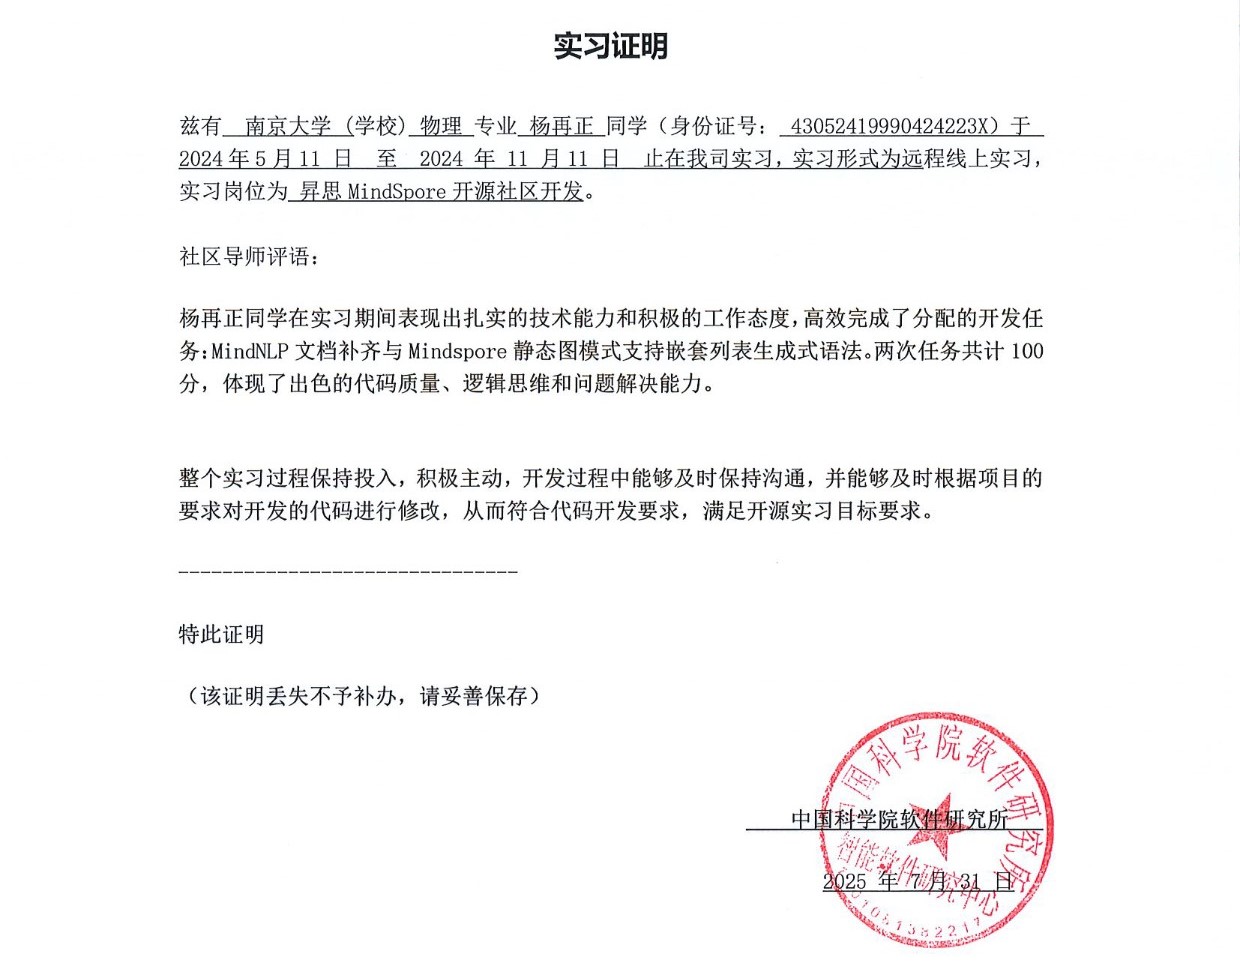 实习证明
兹有 南京大学 (学校) 物理 专业 杨再正 同学（身份证号： 43052419990424223X）于
2024 年 5 月 11 日 至 2024 年 11 月 11 日 止在我司实习，实习形式为远程线上实习，
实习岗位为 昇思 MindSpore 开源社区开发。
社区导师评语：
杨再正同学在实习期间表现出扎实的技术能力和积极的工作态度，高效完成了分配的开发任
务：MindNLP 文档补齐与 Mindspore 静态图模式支持嵌套列表生成式语法。两次任务共计 100
分，体现了出色的代码质量、逻辑思维和问题解决能力。
整个实习过程保持投入，积极主动，开发过程中能够及时保持沟通，并能够及时根据项目的
要求对开发的代码进行修改，从而符合代码开发要求，满足开源实习目标要求。
-------------------------------
特此证明
（该证明丢失不予补办，请妥善保存）
中国科学院软件研究所
中国科学院软件研究所
智能软件研究中心
2025 年 7 月 31 日